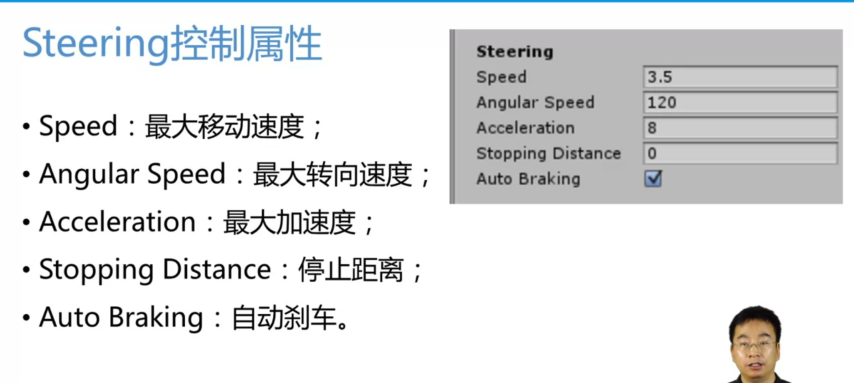 Steering控制属性
• Speed：最大移动速度；
• Angular Speed：最大转向速度；
• Acceleration：最大加速度；
• Stopping Distance：停止距离；
• Auto Braking：自动刹车。
Steering
Speed 3.5
Angular Speed 120
Acceleration 8
Stopping Distance 0
Auto Braking